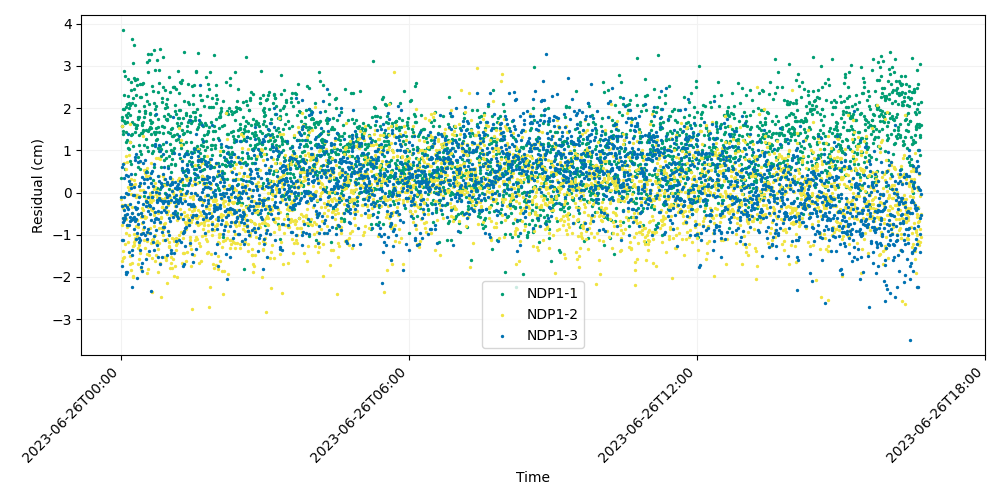 4
3
2
1
0
−1
−2
−3
Residual (cm)
NDP1-1
NDP1-2
NDP1-3
2023-06-26T00:00
2023-06-26T06:00
2023-06-26T12:00
2023-06-26T18:00
Time